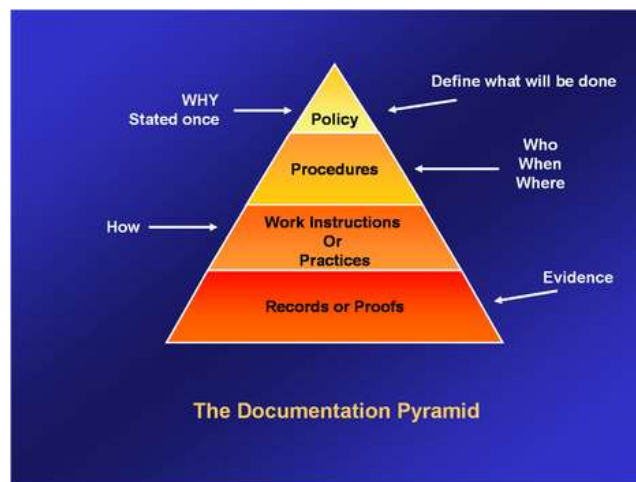 WHY
Stated once
Define what will be done
Policy
Procedures
Who
When
Where
How
Work Instructions
Or
Practices
Evidence
Records or Proofs
The Documentation Pyramid